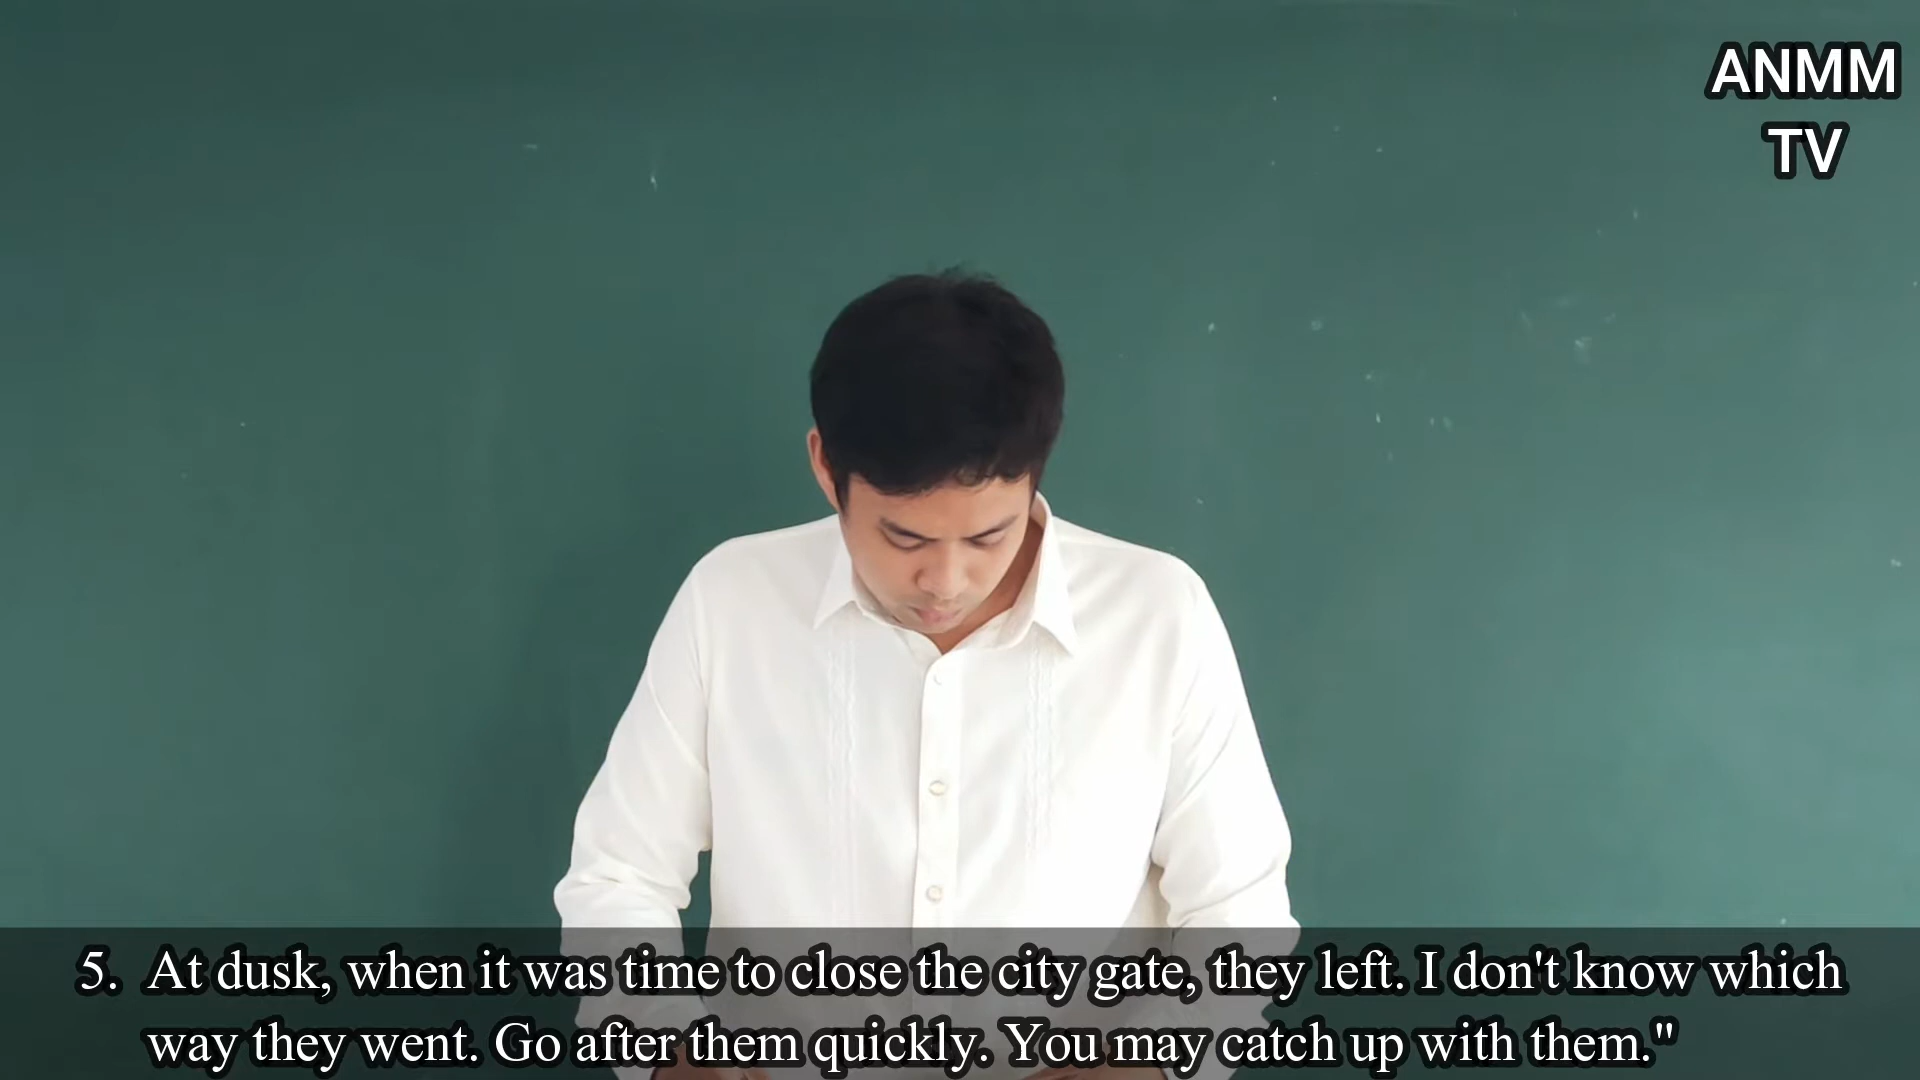 ANMM
TV
5. At dusk, when it was time to close the city gate, they left. I don't know which
way they went. Go after them quickly. You may catch up with them."